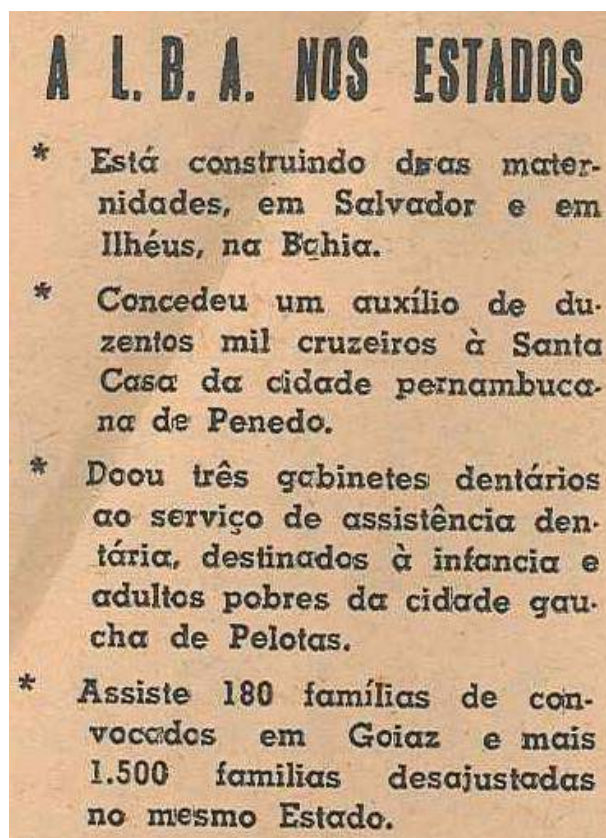 A L. B. A. NOS ESTADOS
* Está construindo duas mater-
nidades, em Salvador e em
Ilhéus, na Bahia.
* Concedeu um auxílio de du-
zentos mil cruzeiros à Santa
Casa da cidade pernambuca-
na de Penedo.
* Doou três gabinetes dentários
ao serviço de assistência den-
tária, destinados à infancia e
adultos pobres da cidade gau-
cha de Pelotas.
* Assiste 180 famílias de con-
vocados em Goiaz e mais
1.500 familias desajustadas
no mesmo Estado.